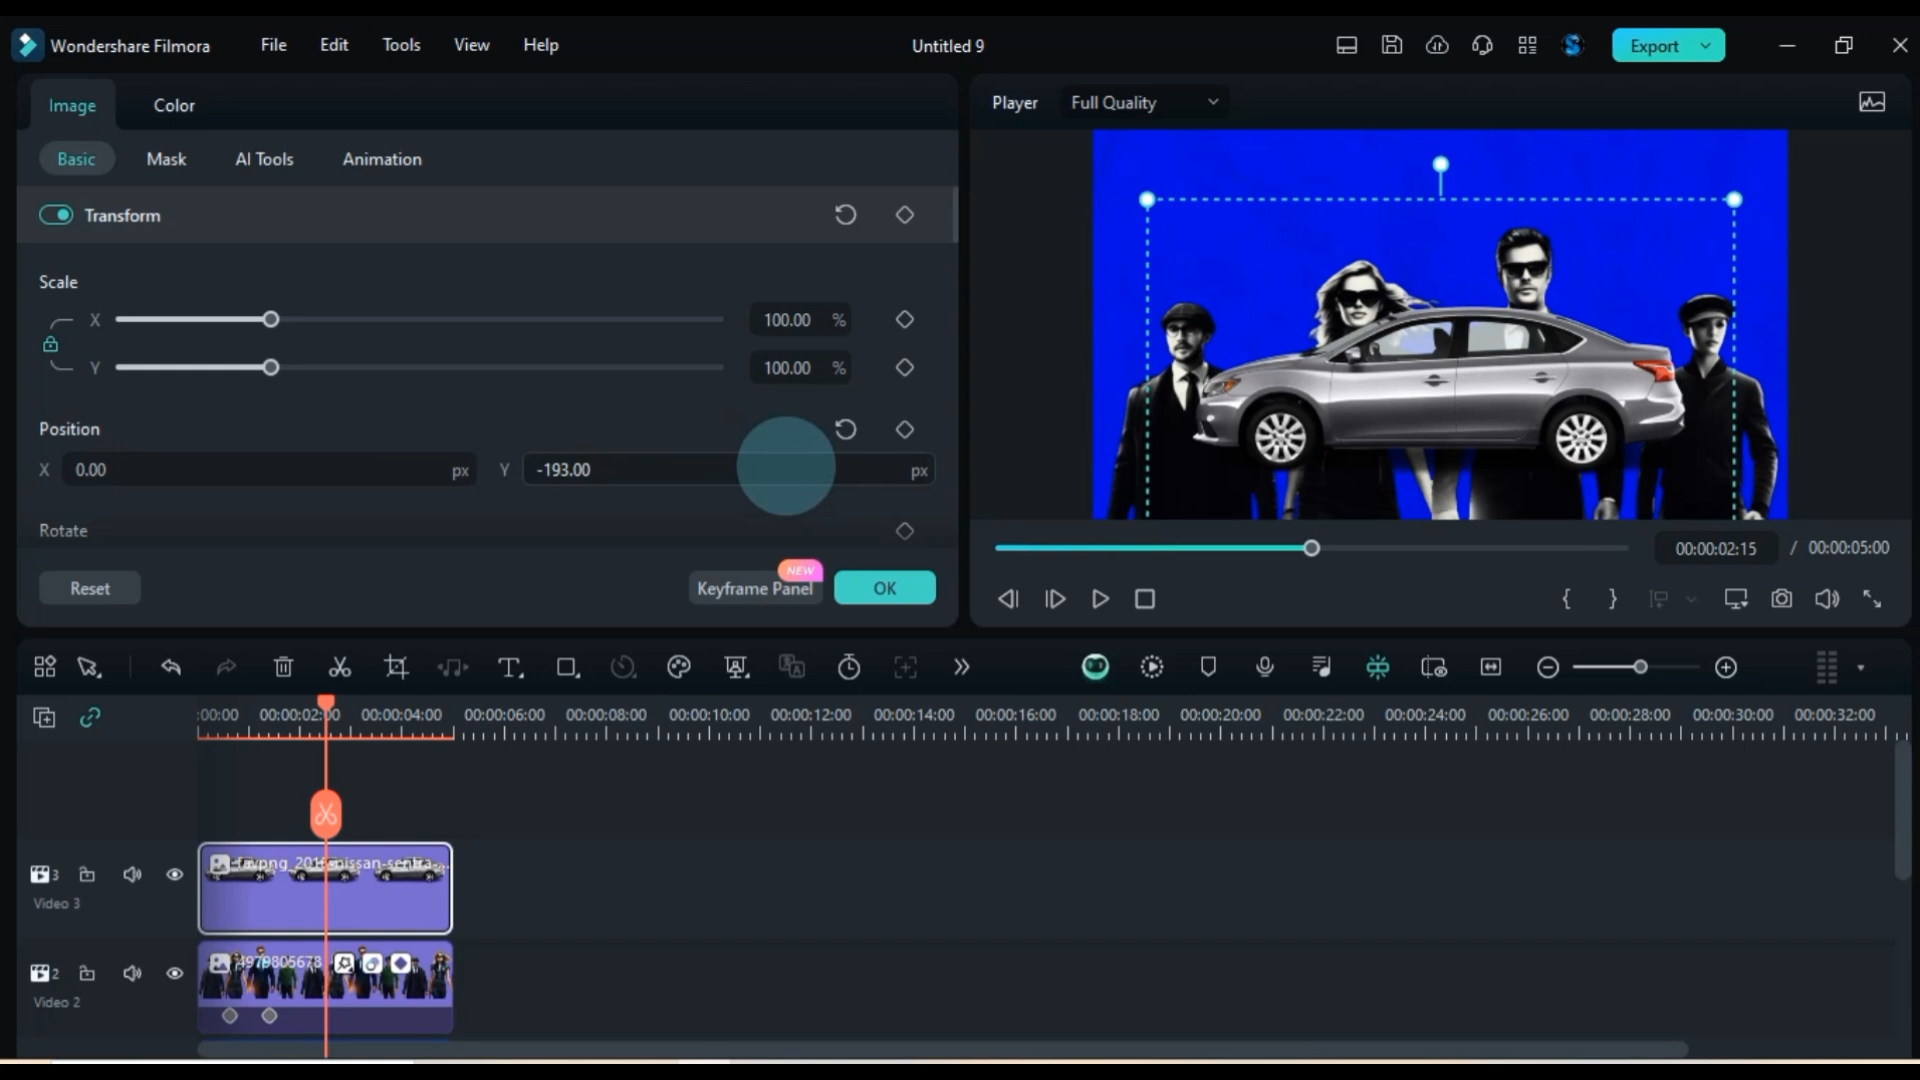 Wondershare Filmora File Edit Tools View Help Untitled 9 Export
Image Color
Player Full Quality
Basic Mask AI Tools Animation
Transform
Scale
X 100.00 %
Y 100.00 %
Position
X 0.00 px Y -193.00 px
Rotate
NEW
Reset Keyframe Panel OK
00:00:02:15 / 00:00:05:00
:00:00 00:00:02:00 00:00:04:00 00:00:06:00 00:00:08:00 00:00:10:00 00:00:12:00 00:00:14:00 00:00:16:00 00:00:18:00 00:00:20:00 00:00:22:00 00:00:24:00 00:00:26:00 00:00:28:00 00:00:30:00 00:00:32:00
3
Video 3
2 4979805678
Video 2